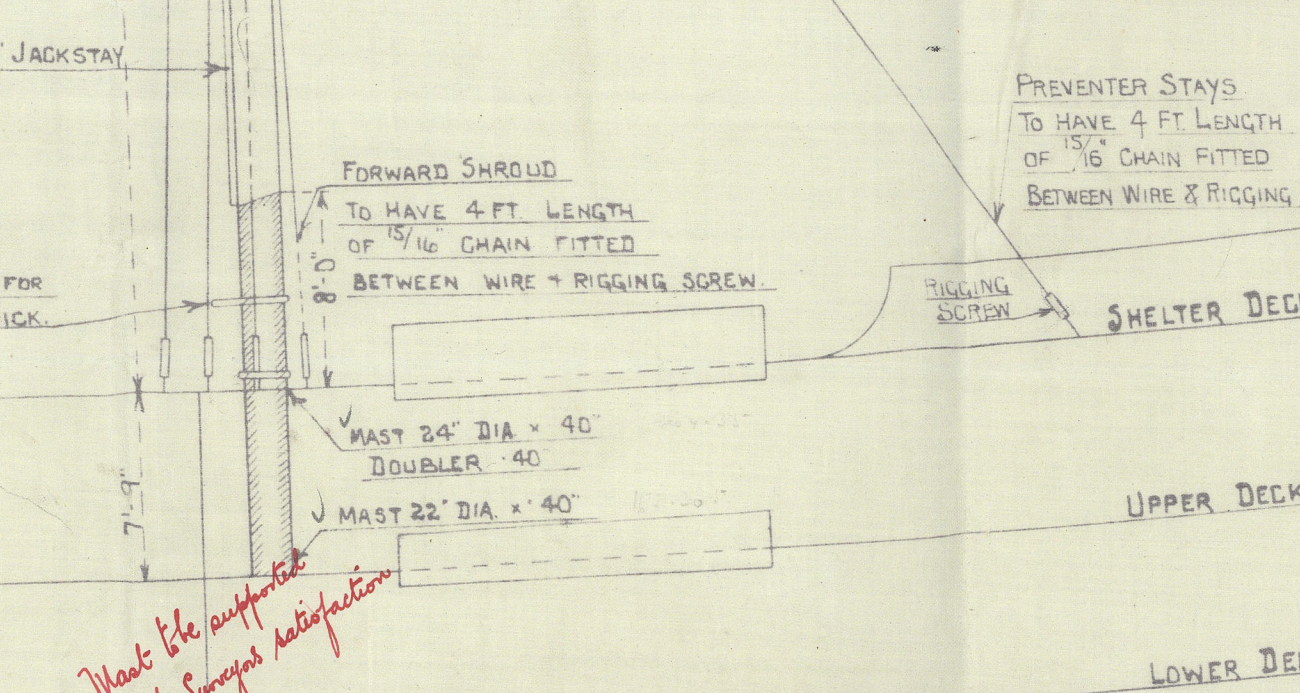 JACKSTAY
PREVENTER STAYS
TO HAVE 4 FT. LENGTH
OF 15/16" CHAIN FITTED
BETWEEN WIRE & RIGGING
FORWARD SHROUD
TO HAVE 4 FT. LENGTH
OF 15/16" CHAIN FITTED
BETWEEN WIRE + RIGGING SCREW.
8'-0"
FOR
ICK.
RIGGING
SCREW
SHELTER DECK
✓ MAST 24" DIA × ·40"
DOUBLER ·40"
✓ MAST 22" DIA. × ·40"
7'-9"
UPPER DECK
Mast to be supported
Surveyors satisfaction
LOWER DE